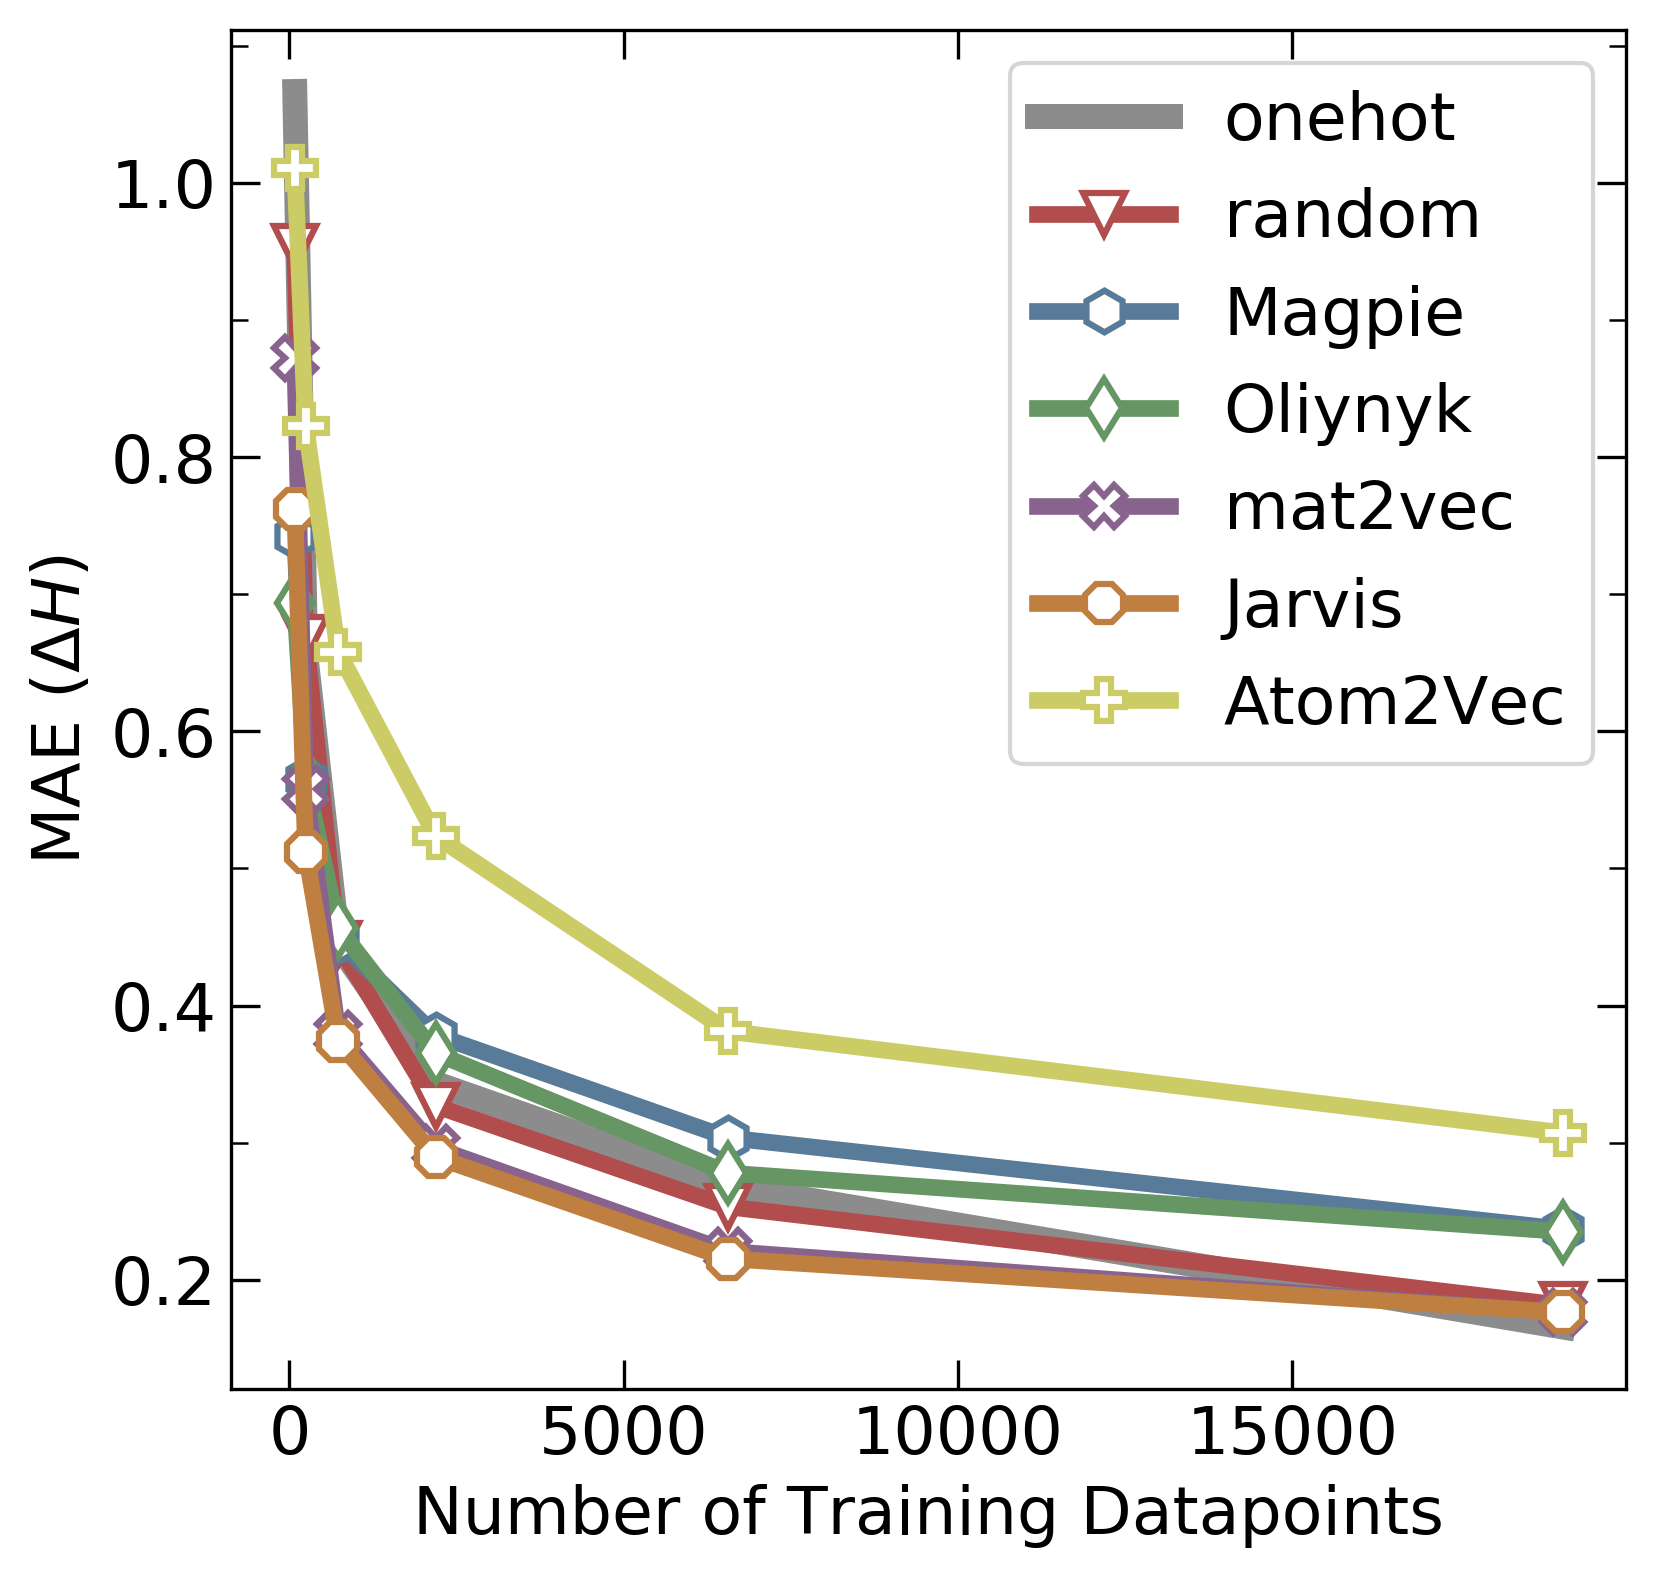 onehot
random
Magpie
Oliynyk
mat2vec
Jarvis
Atom2Vec
MAE (ΔH)
1.0
0.8
0.6
0.4
0.2
0 5000 10000 15000
Number of Training Datapoints